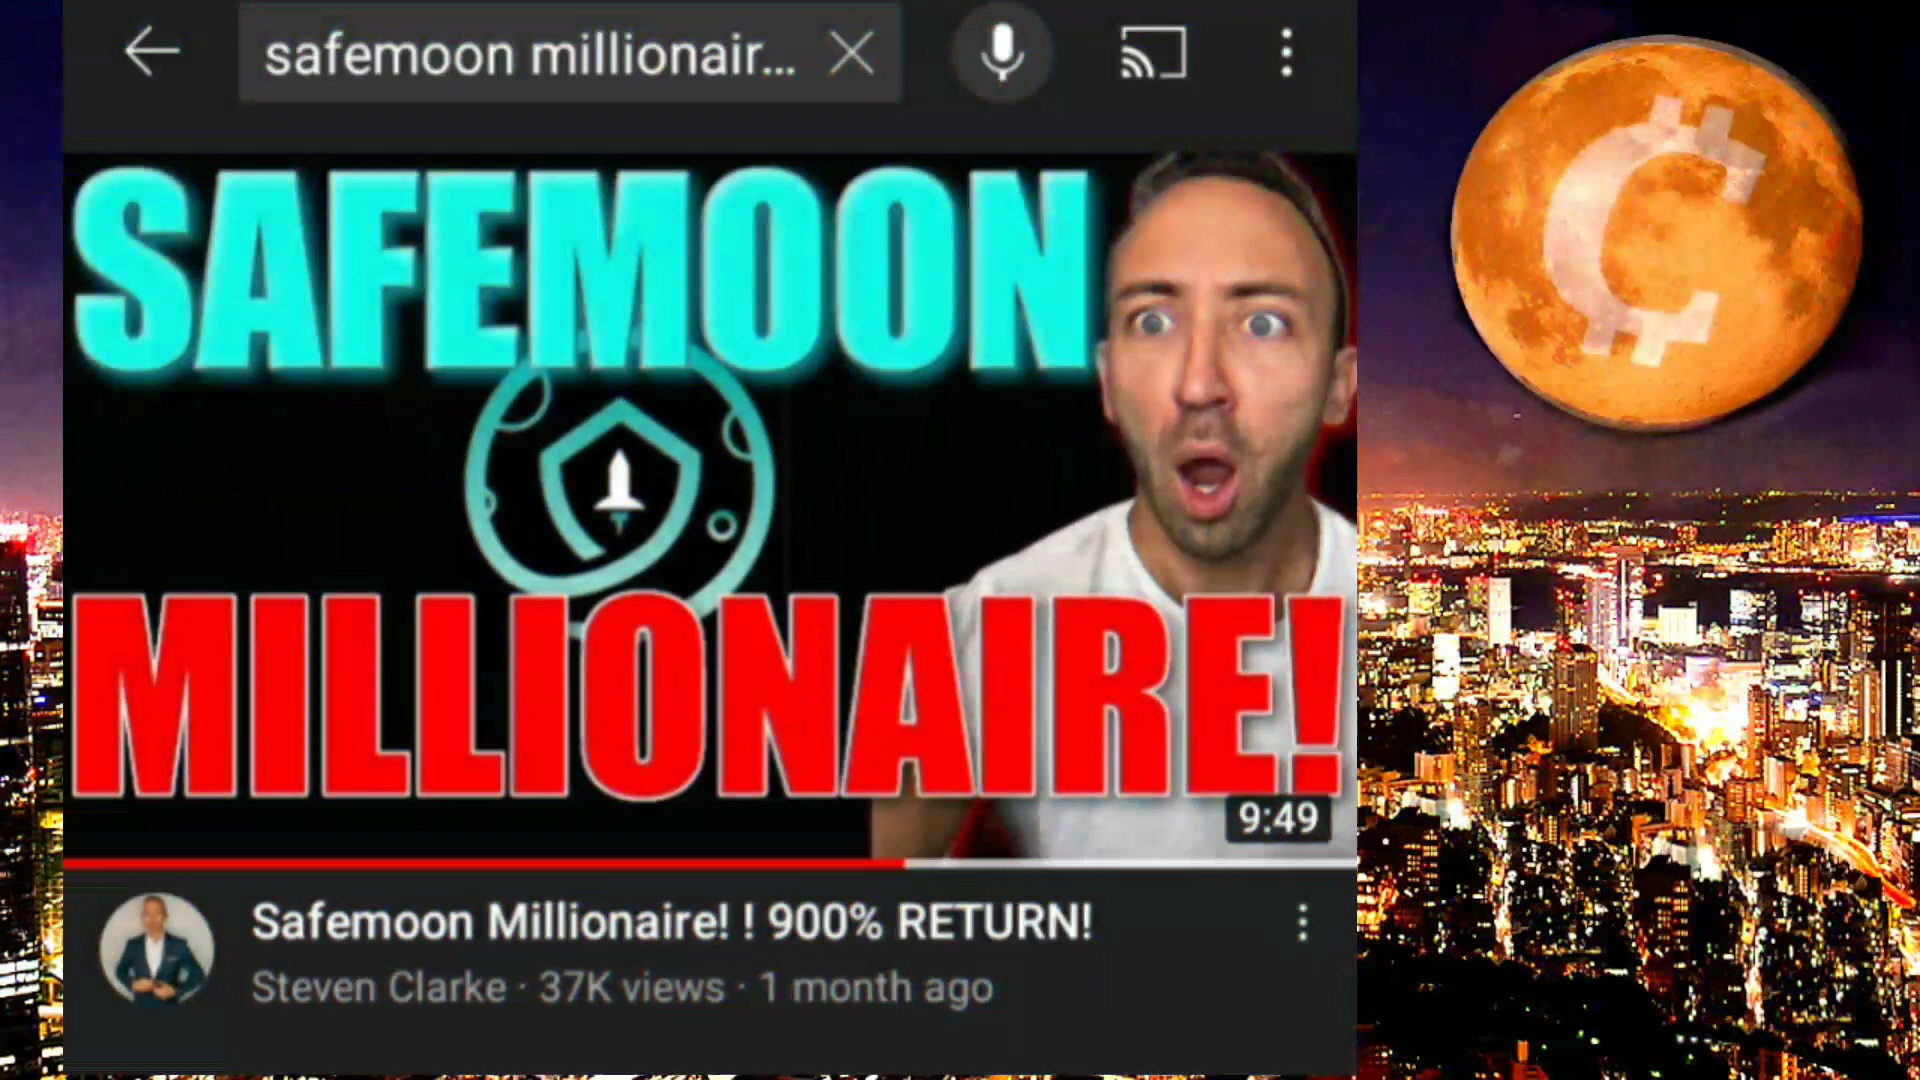 safemoon millionair...
SAFEMOON
MILLIONAIRE!
9:49
Safemoon Millionaire! ! 900% RETURN!
Steven Clarke · 37K views · 1 month ago